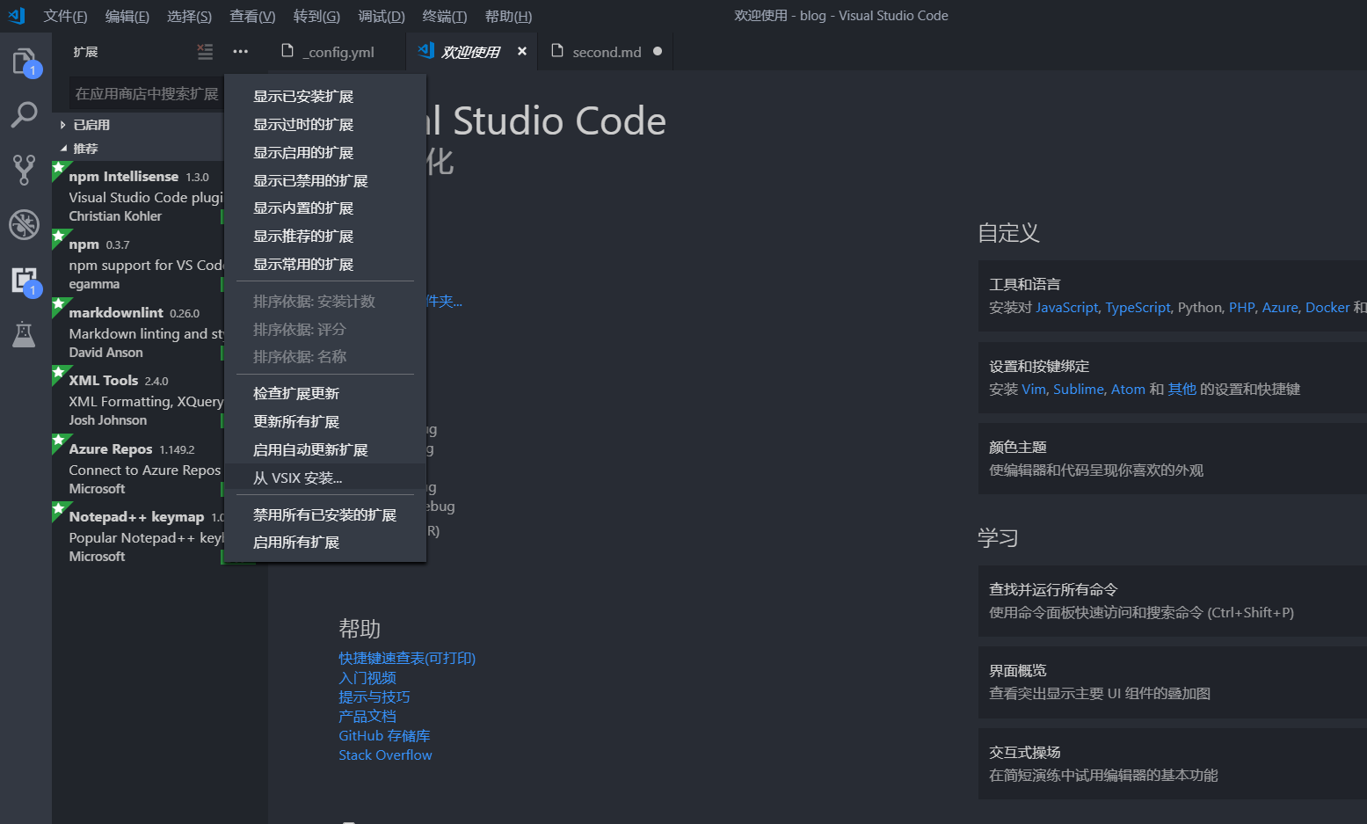 文件(F) 编辑(E) 选择(S) 查看(V) 转到(G) 调试(D) 终端(T) 帮助(H) 欢迎使用 - blog - Visual Studio Code
扩展 _config.yml 欢迎使用 second.md
在应用商店中搜索扩展
已启用
推荐
npm Intellisense 1.3.0
Visual Studio Code plugi
Christian Kohler
npm 0.3.7
npm support for VS Cod
egamma
markdownlint 0.26.0
Markdown linting and st
David Anson
XML Tools 2.4.0
XML Formatting, XQuery
Josh Johnson
Azure Repos 1.149.2
Connect to Azure Repos
Microsoft
Notepad++ keymap 1.0
Popular Notepad++ key
Microsoft
1
1
显示已安装扩展
显示过时的扩展
显示启用的扩展
显示已禁用的扩展
显示内置的扩展
显示推荐的扩展
显示常用的扩展
排序依据: 安装计数
排序依据: 评分
排序依据: 名称
检查扩展更新
更新所有扩展
启用自动更新扩展
从 VSIX 安装...
禁用所有已安装的扩展
启用所有扩展
al Studio Code
化
件夹...
ug
g
ug
ebug
R)
帮助
快捷键速查表(可打印)
入门视频
提示与技巧
产品文档
GitHub 存储库
Stack Overflow
自定义
工具和语言
安装对 JavaScript, TypeScript, Python, PHP, Azure, Docker 和
设置和按键绑定
安装 Vim, Sublime, Atom 和 其他 的设置和快捷键
颜色主题
使编辑器和代码呈现你喜欢的外观
学习
查找并运行所有命令
使用命令面板快速访问和搜索命令 (Ctrl+Shift+P)
界面概览
查看突出显示主要 UI 组件的叠加图
交互式操场
在简短演练中试用编辑器的基本功能